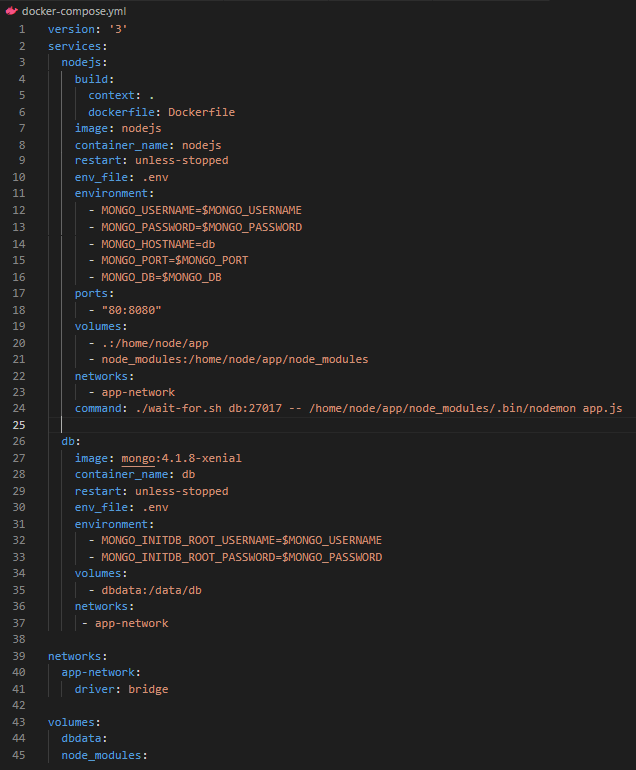 docker-compose.yml
1 version: '3'
2 services:
3   nodejs:
4     build:
5       context: .
6       dockerfile: Dockerfile
7     image: nodejs
8     container_name: nodejs
9     restart: unless-stopped
10     env_file: .env
11     environment:
12       - MONGO_USERNAME=$MONGO_USERNAME
13       - MONGO_PASSWORD=$MONGO_PASSWORD
14       - MONGO_HOSTNAME=db
15       - MONGO_PORT=$MONGO_PORT
16       - MONGO_DB=$MONGO_DB
17     ports:
18       - "80:8080"
19     volumes:
20       - .:/home/node/app
21       - node_modules:/home/node/app/node_modules
22     networks:
23       - app-network
24     command: ./wait-for.sh db:27017 -- /home/node/app/node_modules/.bin/nodemon app.js
25
26   db:
27     image: mongo:4.1.8-xenial
28     container_name: db
29     restart: unless-stopped
30     env_file: .env
31     environment:
32       - MONGO_INITDB_ROOT_USERNAME=$MONGO_USERNAME
33       - MONGO_INITDB_ROOT_PASSWORD=$MONGO_PASSWORD
34     volumes:
35       - dbdata:/data/db
36     networks:
37      - app-network
38
39 networks:
40   app-network:
41     driver: bridge
42
43 volumes:
44   dbdata:
45   node_modules: